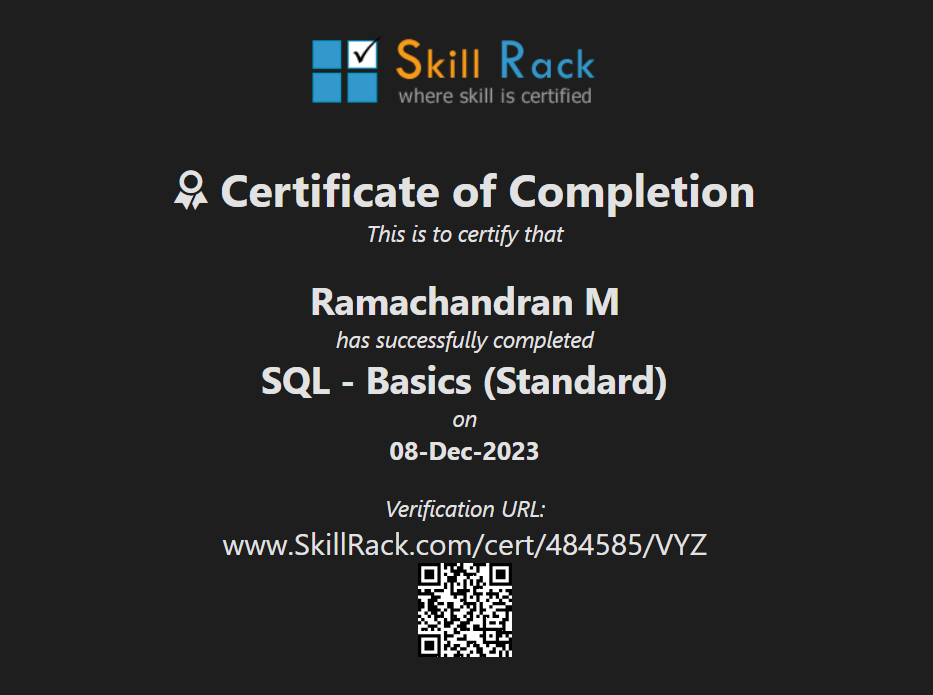 Skill Rack
where skill is certified
Certificate of Completion
This is to certify that
Ramachandran M
has successfully completed
SQL - Basics (Standard)
on
08-Dec-2023
Verification URL:
www.SkillRack.com/cert/484585/VYZ